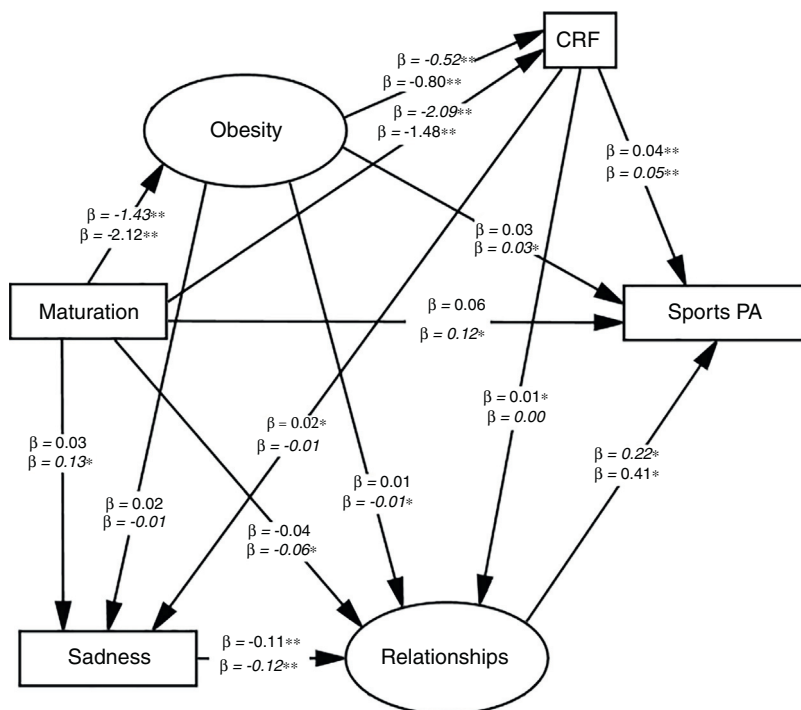 CRF
β = -0.52**
β = -0.80**
β = -2.09**
β = -1.48**
Obesity
β = 0.04**
β = 0.05**
β = -1.43**
β = -2.12**
β = 0.03
β = 0.03*
Maturation
β = 0.06
β = 0.12*
Sports PA
β = 0.01*
β = 0.00
β = 0.02*
β = -0.01
β = 0.03
β = 0.13*
β = 0.22*
β = 0.41*
β = 0.01
β = -0.01*
β = 0.02
β = -0.01
β = -0.04
β = -0.06*
Sadness
β = -0.11**
β = -0.12**
Relationships